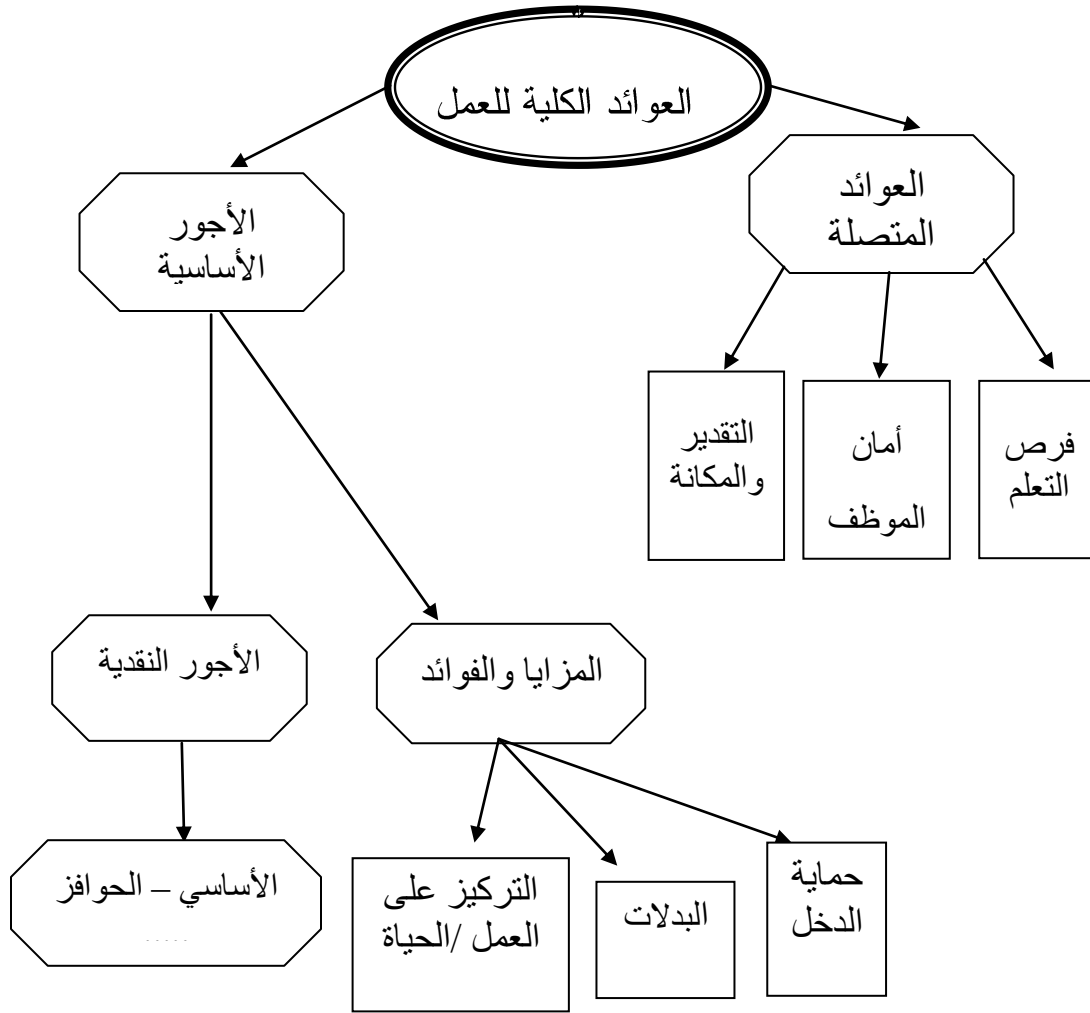 العوائد الكلية للعمل
العوائد
المتصلة
الأجور
الأساسية
فرص
التعلم
أمان
الموظف
التقدير
والمكانة
المزايا والفوائد
الأجور النقدية
حماية
الدخل
البدلات
التركيز على
العمل /الحياة
الأساسي – الحوافز
.....